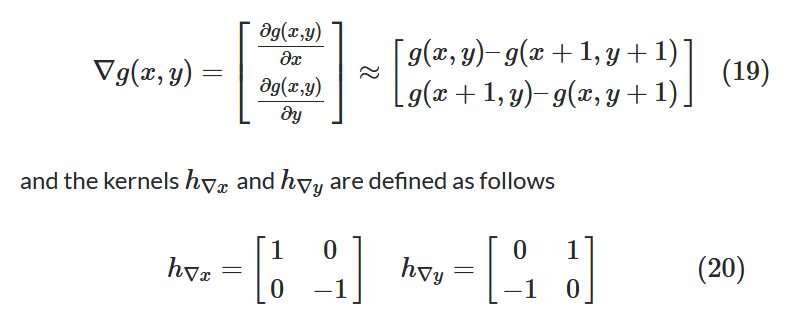 ∇g(x, y) = [ ∂g(x,y)/∂x ; ∂g(x,y)/∂y ] ≈ [ g(x, y)−g(x + 1, y + 1) ; g(x + 1, y)−g(x, y + 1) ] (19)
and the kernels h∇x and h∇y are defined as follows
h∇x = [ 1 0 ; 0 −1 ] h∇y = [ 0 1 ; −1 0 ] (20)